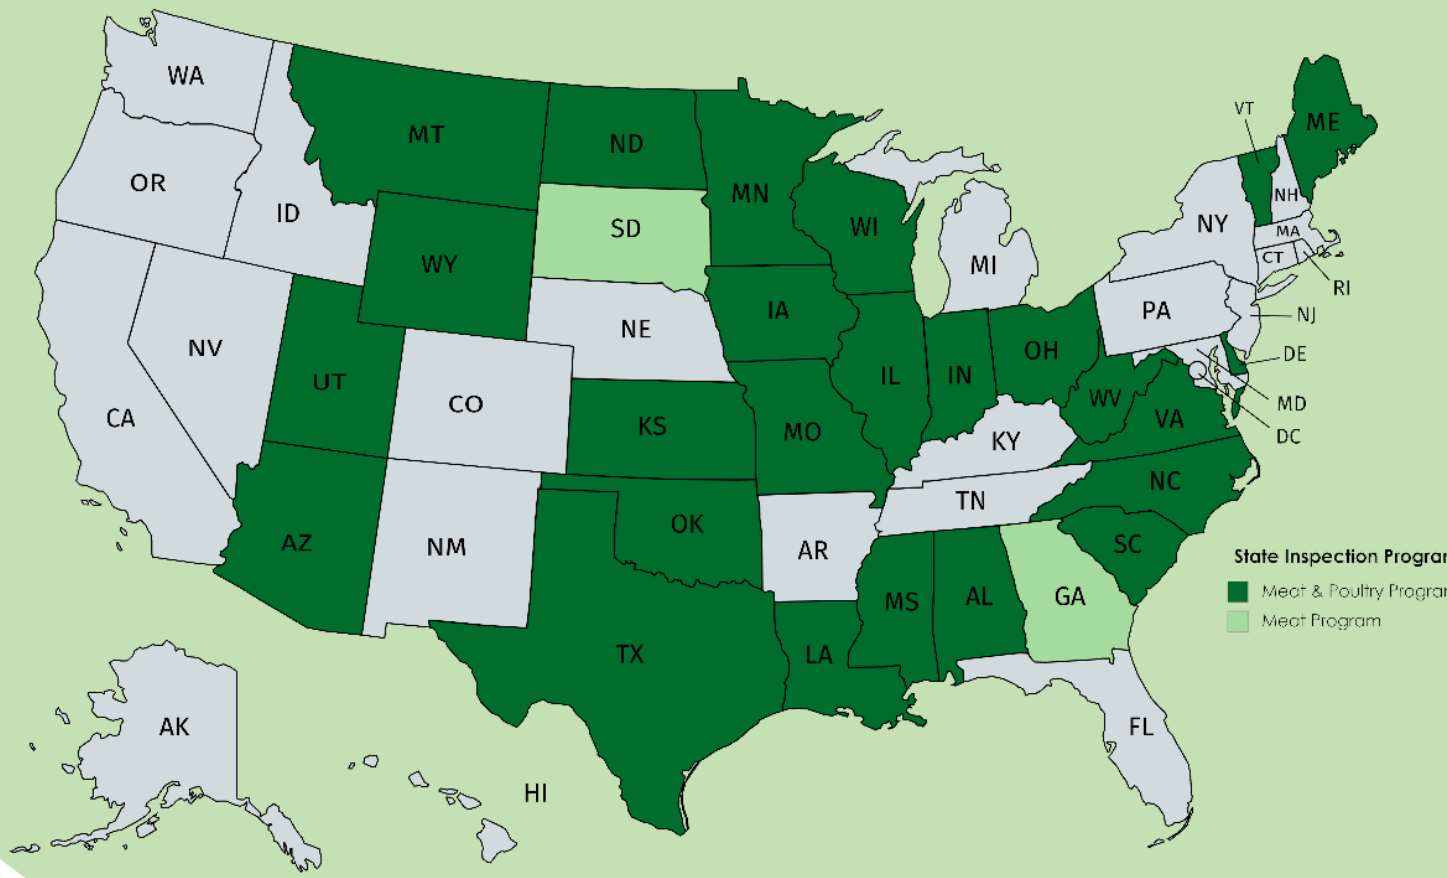 WA
MT
ND
MN
VT
ME
OR
ID
SD
WI
NY
NH
MA
CT
RI
WY
MI
NE
IA
PA
NJ
NV
UT
CO
IL
IN
OH
DE
MD
DC
CA
KS
MO
KY
WV
VA
AZ
NM
OK
AR
TN
NC
SC
TX
LA
MS
AL
GA
State Inspection Program
Meat & Poultry Program
Meat Program
AK
HI
FL